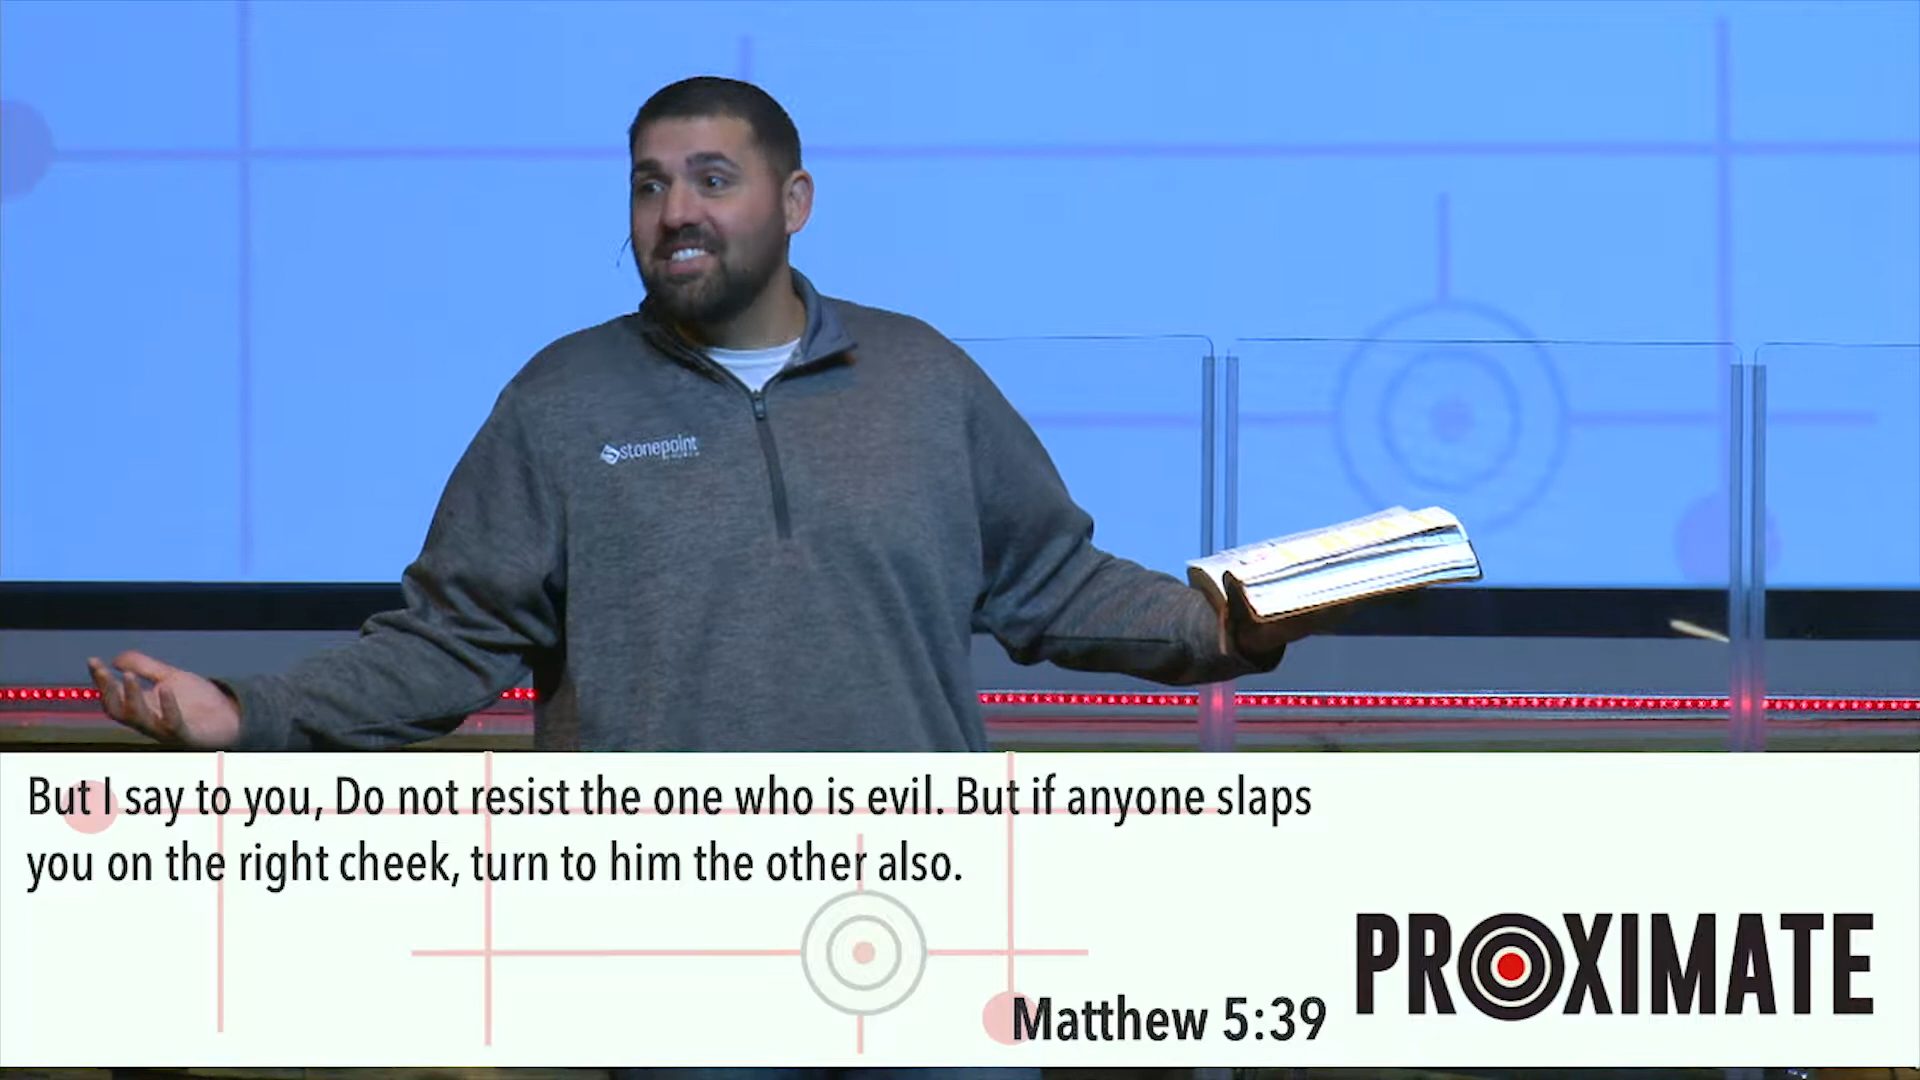 stonepoint
CHURCH
But I say to you, Do not resist the one who is evil. But if anyone slaps
you on the right cheek, turn to him the other also.
Matthew 5:39
PROXIMATE